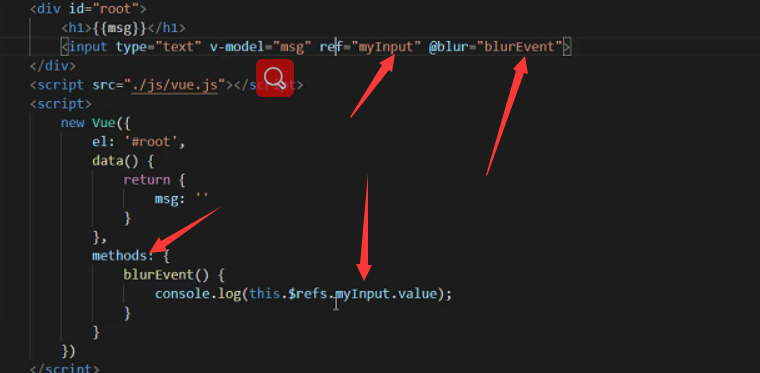 <div id="root">
<h1>{{msg}}</h1>
<input type="text" v-model="msg" ref="myInput" @blur="blurEvent">
</div>
<script src="./js/vue.js"></script>
<script>
new Vue({
el: '#root',
data() {
return {
msg: ''
}
},
methods: {
blurEvent() {
console.log(this.$refs.myInput.value);
}
}
})
</script>